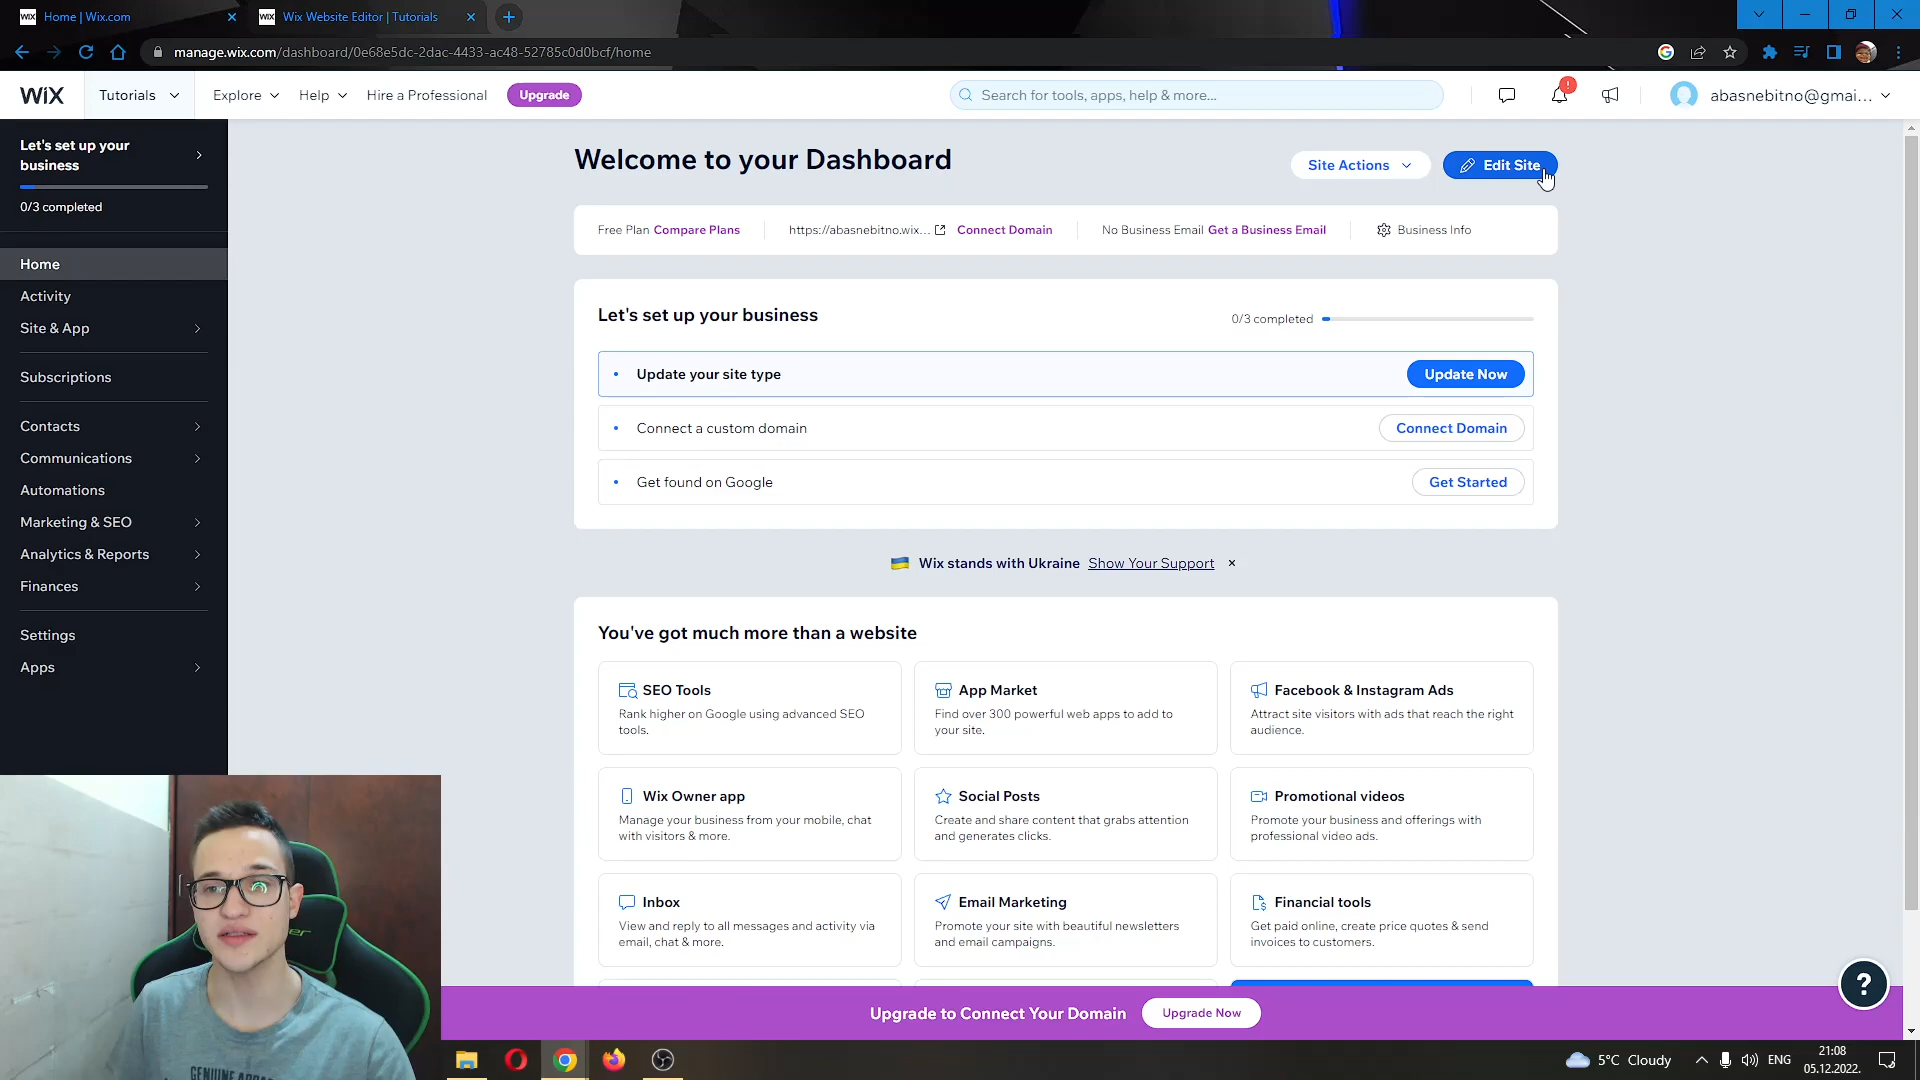 Home | Wix.com
Wix Website Editor | Tutorials
manage.wix.com/dashboard/0e68e5dc-2dac-4433-ac48-52785c0d0bcf/home
WIX
Tutorials
Explore
Help
Hire a Professional
Upgrade
Search for tools, apps, help & more...
abasnebitno@gmai...
Let's set up your
business
0/3 completed
Home
Activity
Site & App
Subscriptions
Contacts
Communications
Automations
Marketing & SEO
Analytics & Reports
Finances
Settings
Apps
Welcome to your Dashboard
Site Actions
Edit Site
Free Plan Compare Plans
https://abasnebitno.wix...
Connect Domain
No Business Email Get a Business Email
Business Info
Let's set up your business
0/3 completed
Update your site type
Update Now
Connect a custom domain
Connect Domain
Get found on Google
Get Started
Wix stands with Ukraine Show Your Support ×
You've got much more than a website
SEO Tools
Rank higher on Google using advanced SEO
tools.
App Market
Find over 300 powerful web apps to add to
your site.
Facebook & Instagram Ads
Attract site visitors with ads that reach the right
audience.
Wix Owner app
Manage your business from your mobile, chat
with visitors & more.
Social Posts
Create and share content that grabs attention
and generates clicks.
Promotional videos
Promote your business and offerings with
professional video ads.
Inbox
View and reply to all messages and activity via
email, chat & more.
Email Marketing
Promote your site with beautiful newsletters
and email campaigns.
Financial tools
Get paid online, create price quotes & send
invoices to customers.
Upgrade to Connect Your Domain
Upgrade Now
?
5°C Cloudy
ENG
21:08
05.12.2022.